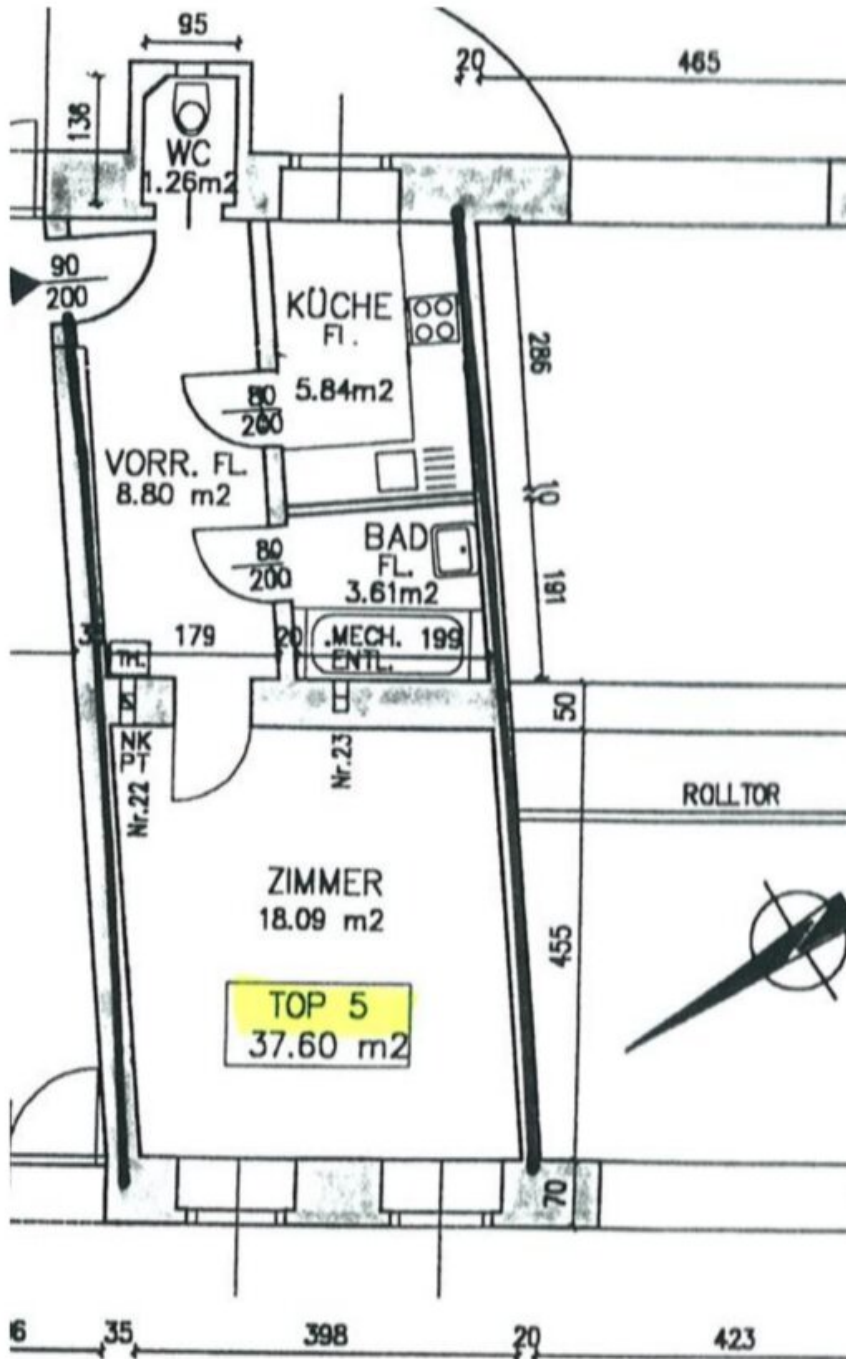 95
20
465
136
WC
1.26m2
90
200
KÜCHE
Fl.
5.84m2
286
80
200
VORR. FL.
8.80 m2
10
BAD
FL.
3.61m2
80
200
191
179
20
.MECH.
ENTL.
199
TH.
50
NK
PT
Nr.22
Nr.23
ROLLTOR
ZIMMER
18.09 m2
455
TOP 5
37.60 m2
70
35
398
20
423